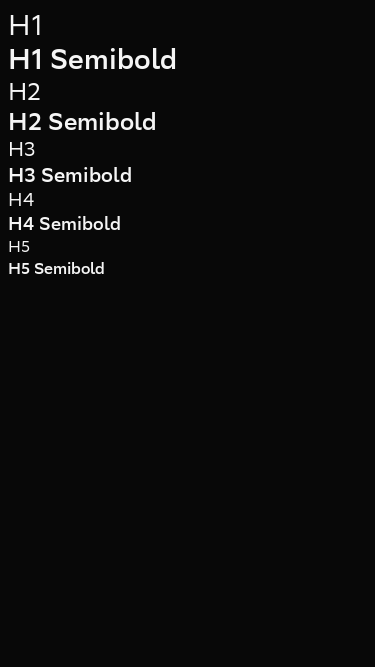 H1
H1 Semibold
H2
H2 Semibold
H3
H3 Semibold
H4
H4 Semibold
H5
H5 Semibold